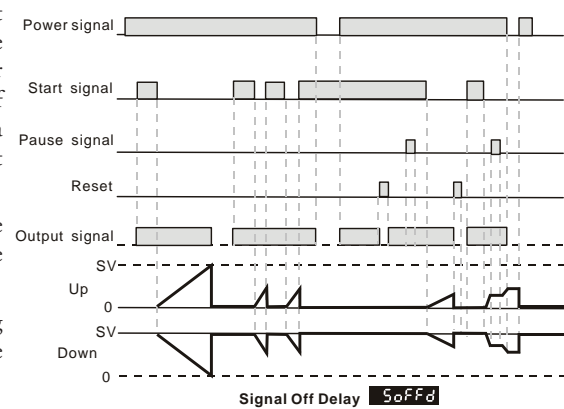 Power signal
Start signal
Pause signal
Reset
Output signal
SV
Up
0
SV
Down
0
Signal Off Delay SoFFd